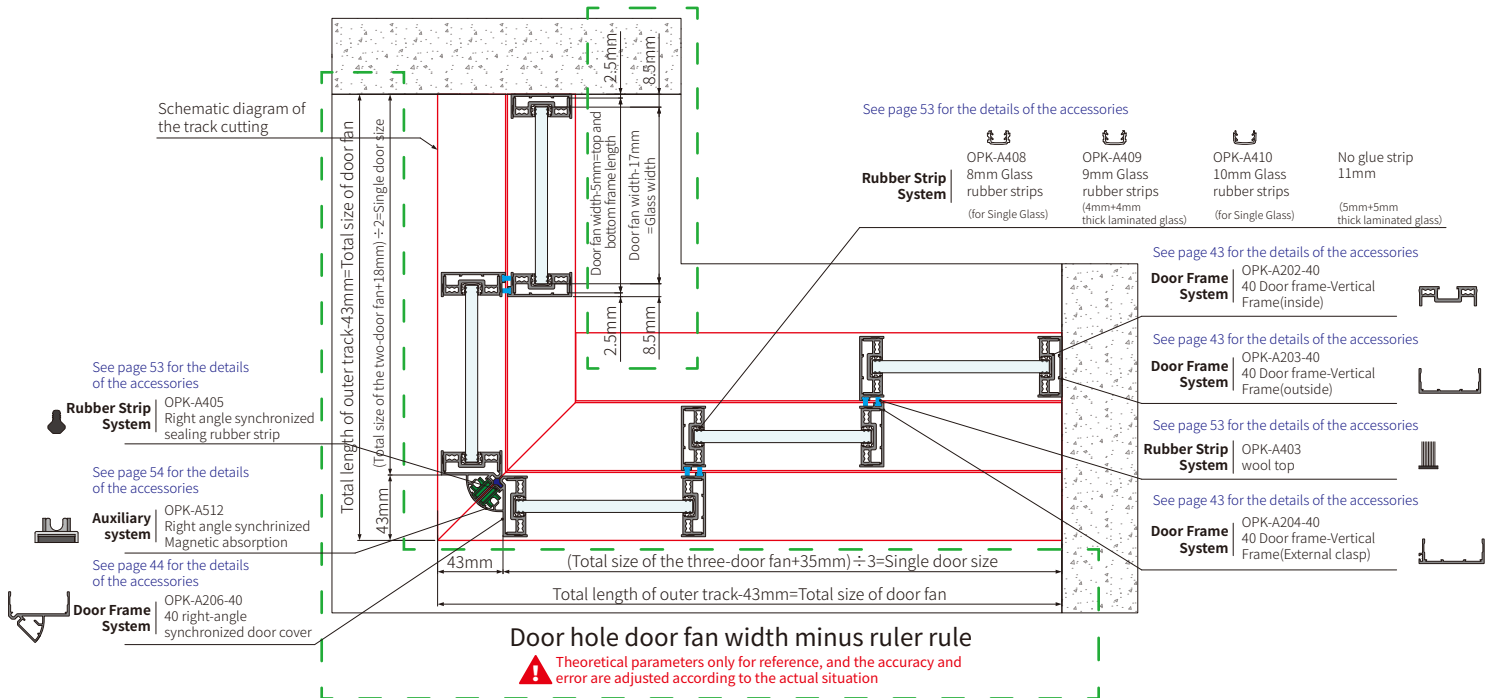 Schematic diagram of
the track cutting
Total length of outer track-43mm=Total size of door fan
(Total size of the two-door fan+18mm)÷2=Single door size
43mm
2.5mm
8.5mm
Door fan width-5mm=top and
bottom frame length
Door fan width-17mm
=Glass width
2.5mm
8.5mm
See page 53 for the details of the accessories
Rubber Strip
System
OPK-A408
8mm Glass
rubber strips
(for Single Glass)
OPK-A409
9mm Glass
rubber strips
(4mm+4mm
thick laminated glass)
OPK-A410
10mm Glass
rubber strips
(for Single Glass)
No glue strip
11mm
(5mm+5mm
thick laminated glass)
See page 43 for the details of the accessories
Door Frame
System
OPK-A202-40
40 Door frame-Vertical
Frame(inside)
See page 43 for the details of the accessories
Door Frame
System
OPK-A203-40
40 Door frame-Vertical
Frame(outside)
See page 53 for the details of the accessories
Rubber Strip
System
OPK-A403
wool top
See page 43 for the details of the accessories
Door Frame
System
OPK-A204-40
40 Door frame-Vertical
Frame(External clasp)
See page 53 for the details
of the accessories
Rubber Strip
System
OPK-A405
Right angle synchronized
sealing rubber strip
See page 54 for the details
of the accessories
Auxiliary
system
OPK-A512
Right angle synchrinized
Magnetic absorption
See page 44 for the details
of the accessories
Door Frame
System
OPK-A206-40
40 right-angle
synchronized door cover
43mm
(Total size of the three-door fan+35mm)÷3=Single door size
Total length of outer track-43mm=Total size of door fan
Door hole door fan width minus ruler rule
Theoretical parameters only for reference, and the accuracy and
error are adjusted according to the actual situation